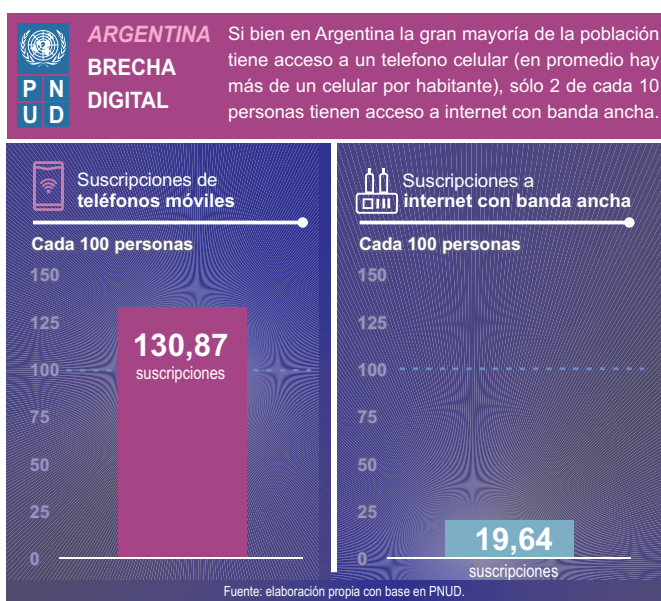 P N
U D
ARGENTINA
BRECHA
DIGITAL
Si bien en Argentina la gran mayoría de la población
tiene acceso a un telefono celular (en promedio hay
más de un celular por habitante), sólo 2 de cada 10
personas tienen acceso a internet con banda ancha.
Suscripciones de
teléfonos móviles
Cada 100 personas
150
125
100
75
50
25
0
130,87
suscripciones
Suscripciones a
internet con banda ancha
Cada 100 personas
150
125
100
75
50
25
0
19,64
suscripciones
Fuente: elaboración propia con base en PNUD.